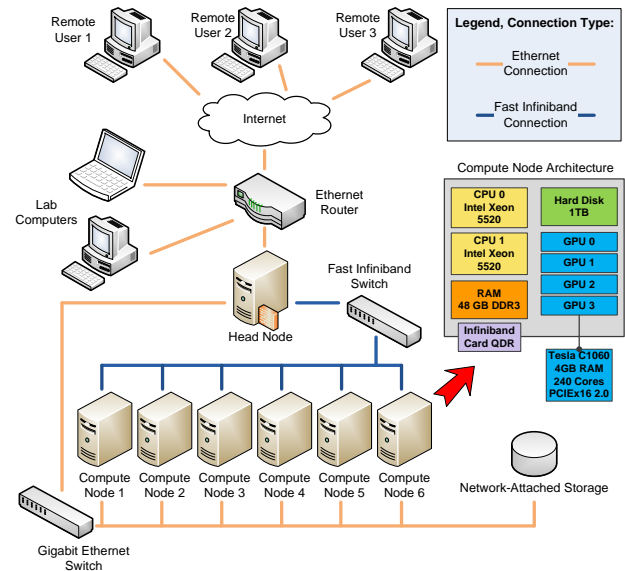 Remote
User 1
Remote
User 2
Remote
User 3
Legend, Connection Type:
Ethernet
Connection
Fast Infiniband
Connection
Internet
Lab
Computers
Ethernet
Router
Fast Infiniband
Switch
Head Node
Compute Node Architecture
CPU 0
Intel Xeon
5520
Hard Disk
1TB
CPU 1
Intel Xeon
5520
GPU 0
GPU 1
GPU 2
GPU 3
RAM
48 GB DDR3
Infiniband
Card QDR
Tesla C1060
4GB RAM
240 Cores
PCIEx16 2.0
Compute
Node 1
Compute
Node 2
Compute
Node 3
Compute
Node 4
Compute
Node 5
Compute
Node 6
Network-Attached Storage
Gigabit Ethernet
Switch